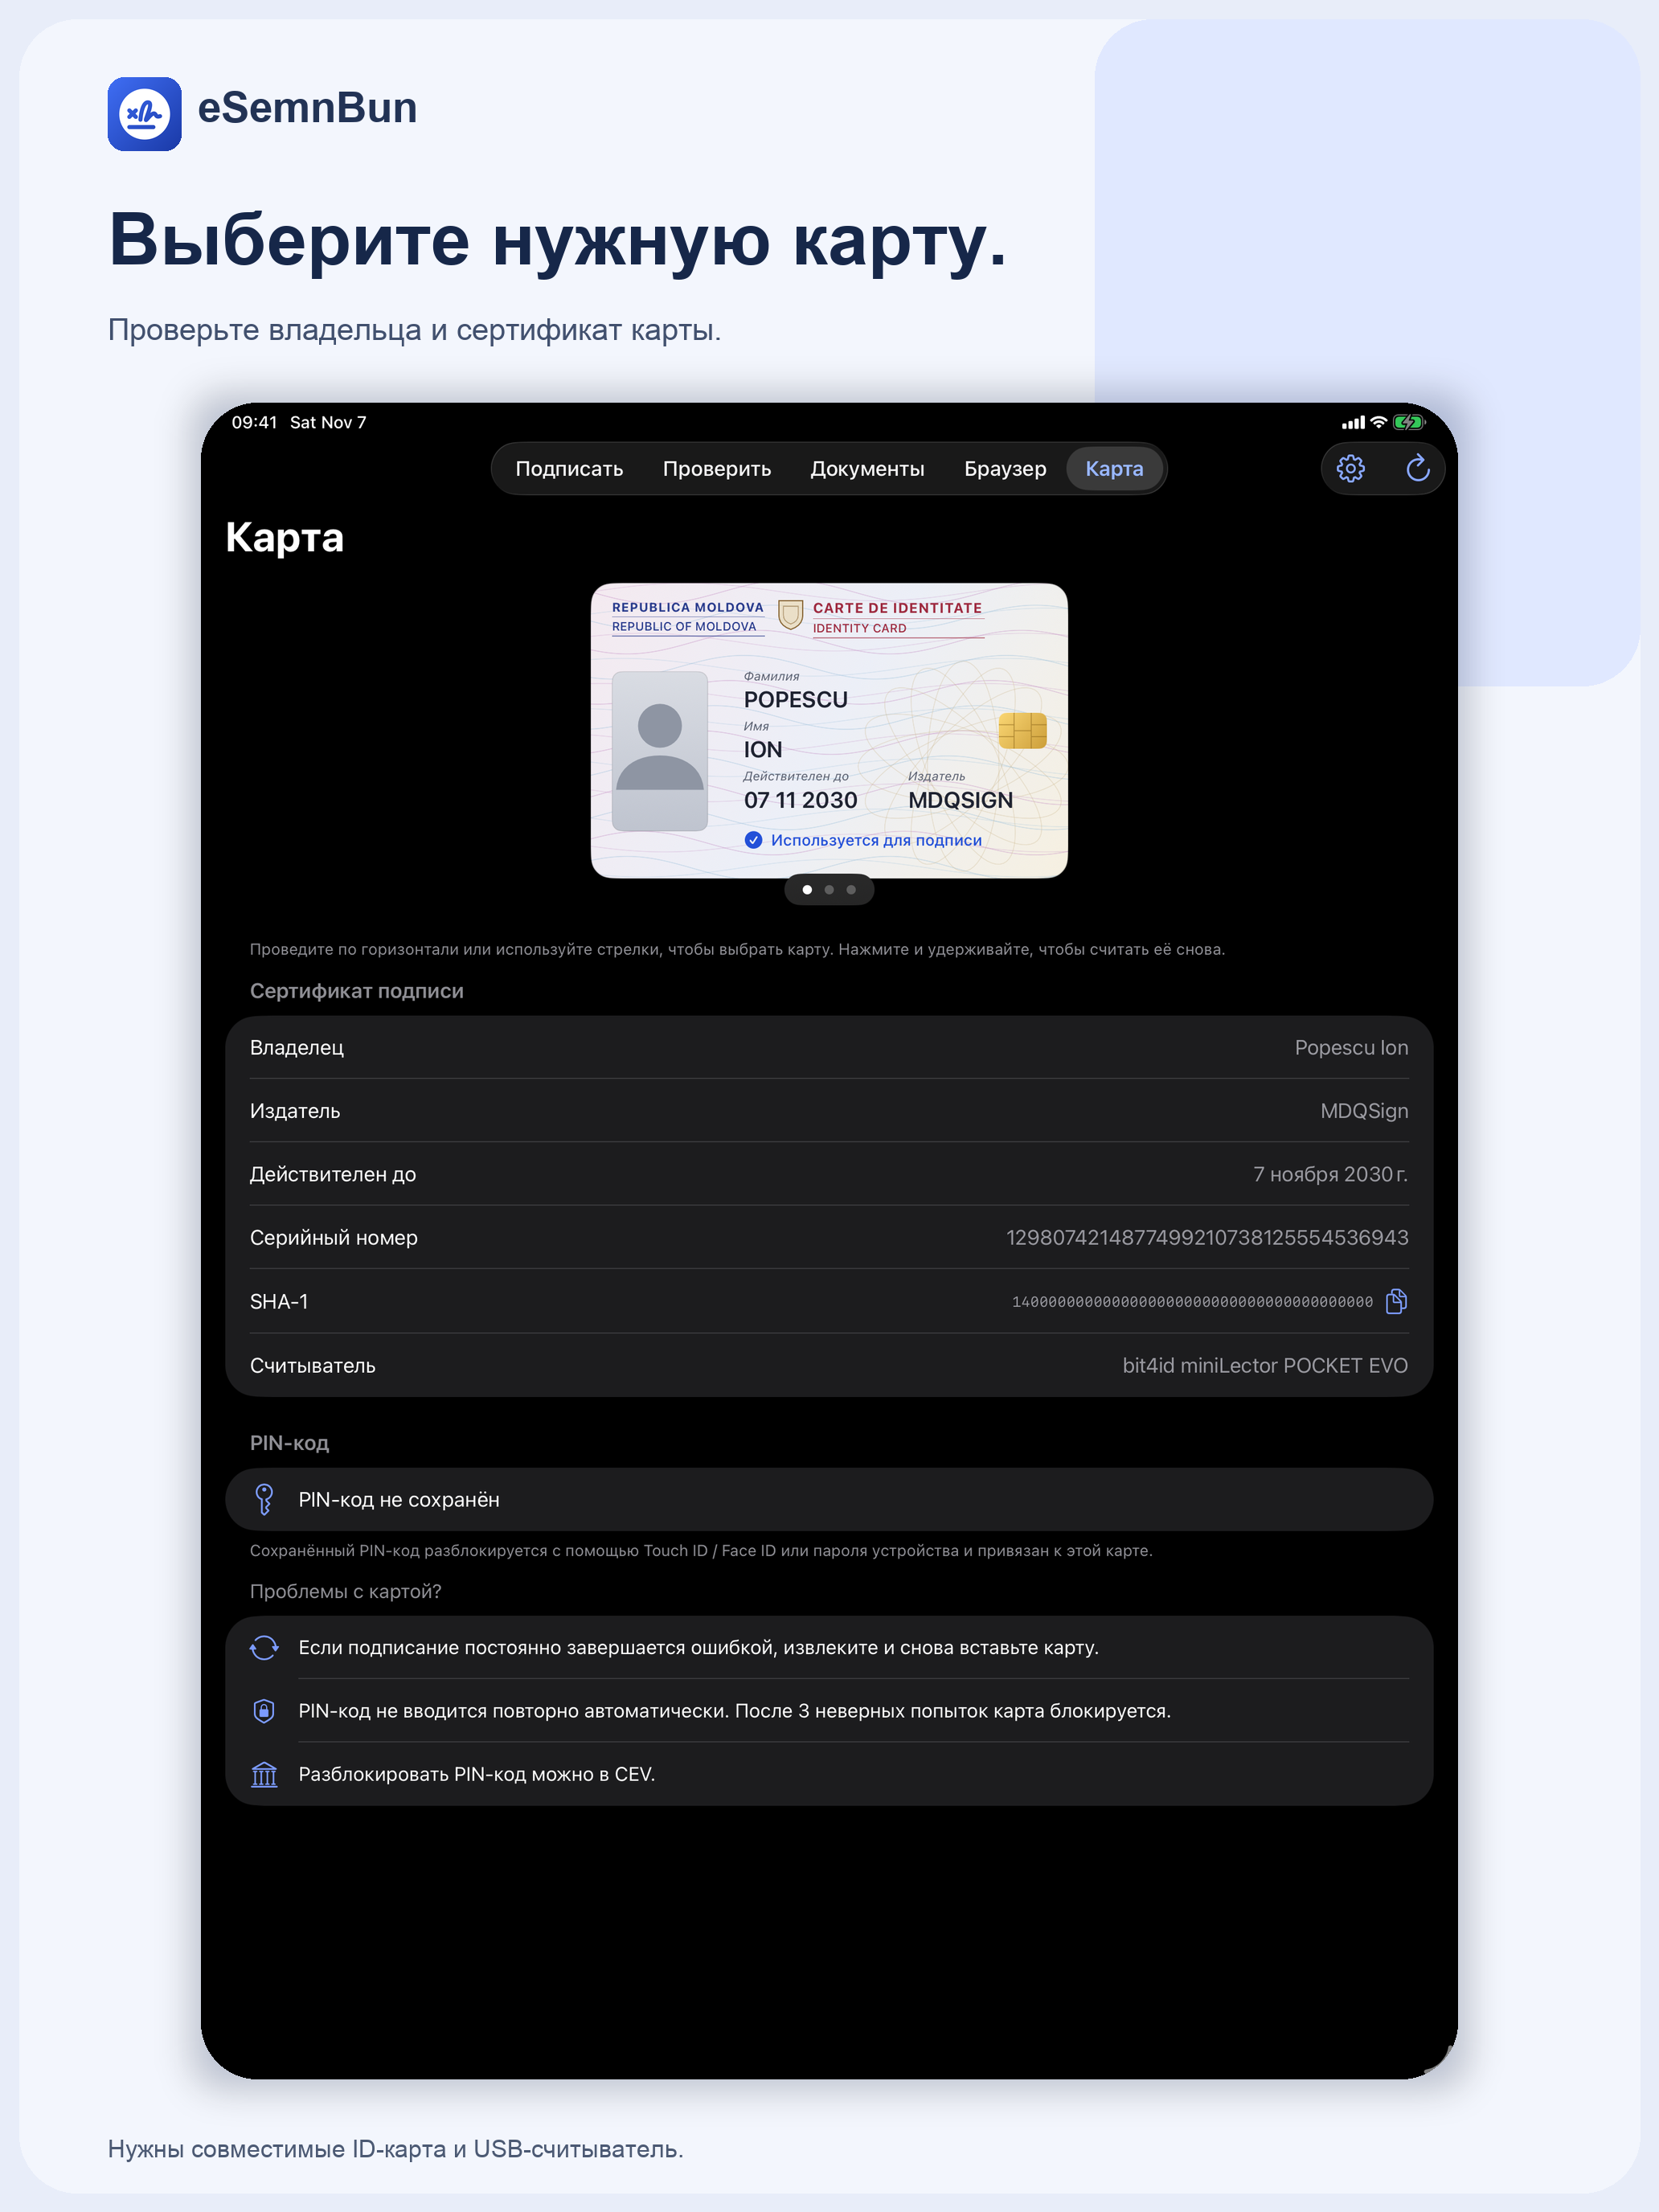 eSemnBun
Выберите нужную карту.
Проверьте владельца и сертификат карты.
09:41 Sat Nov 7
Подписать Проверить Документы Браузер Карта
Карта
REPUBLICA MOLDOVA
REPUBLIC OF MOLDOVA
CARTE DE IDENTITATE
IDENTITY CARD
Фамилия
POPESCU
Имя
ION
Действителен до Издатель
07 11 2030 MDQSIGN
Используется для подписи
Проведите по горизонтали или используйте стрелки, чтобы выбрать карту. Нажмите и удерживайте, чтобы считать её снова.
Сертификат подписи
Владелец Popescu Ion
Издатель MDQSign
Действителен до 7 ноября 2030 г.
Серийный номер 1298074214877499210738125554536943
SHA-1 1400000000000000000000000000000000000000
Считыватель bit4id miniLector POCKET EVO
PIN-код
PIN-код не сохранён
Сохранённый PIN-код разблокируется с помощью Touch ID / Face ID или пароля устройства и привязан к этой карте.
Проблемы с картой?
Если подписание постоянно завершается ошибкой, извлеките и снова вставьте карту.
PIN-код не вводится повторно автоматически. После 3 неверных попыток карта блокируется.
Разблокировать PIN-код можно в CEV.
Нужны совместимые ID-карта и USB-считыватель.